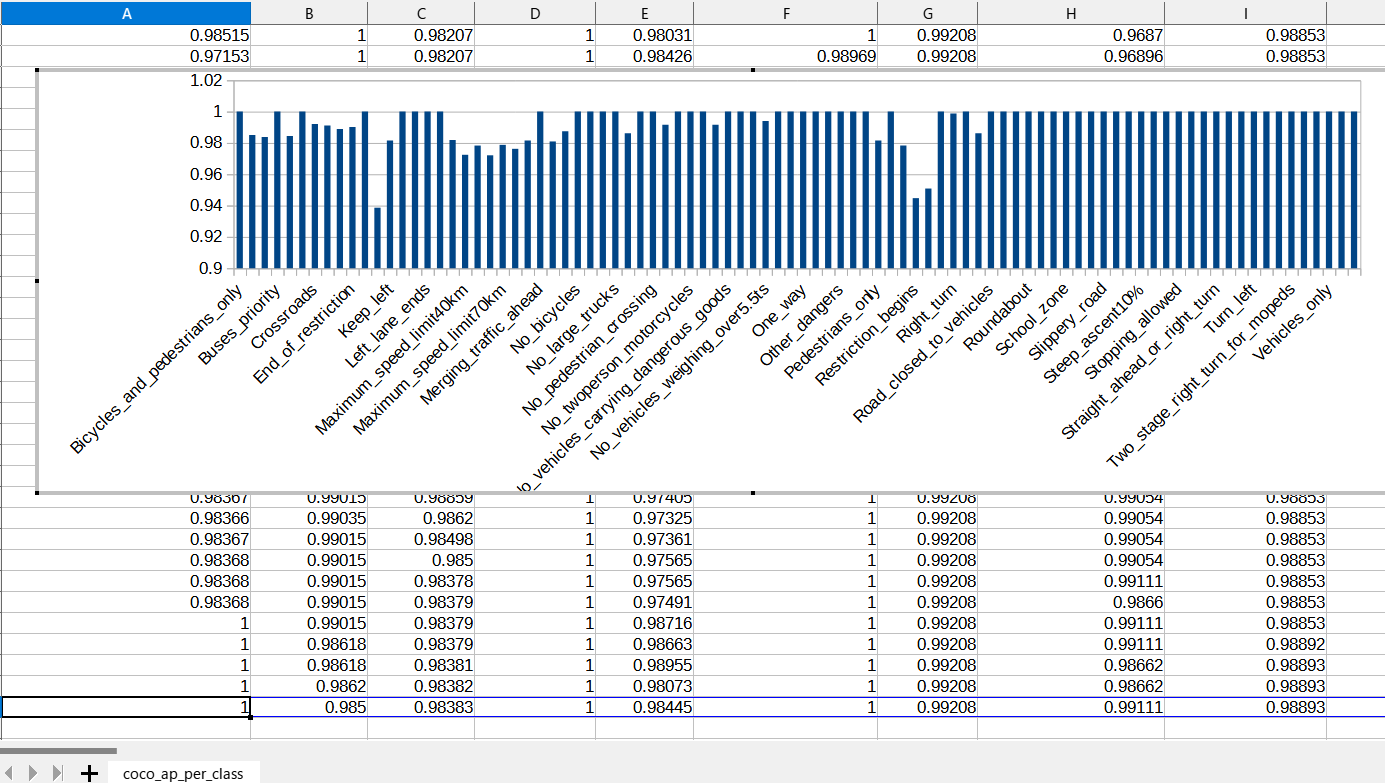 A B C D E F G H I
0.98515 1 0.98207 1 0.98031 1 0.99208 0.9687 0.98853
0.97153 1 0.98207 1 0.98426 0.98969 0.99208 0.96896 0.98853
1.02
1
0.98
0.96
0.94
0.92
0.9
Bicycles_and_pedestrians_only
Buses_priority
Crossroads
End_of_restriction
Keep_left
Left_lane_ends
Maximum_speed_limit40km
Maximum_speed_limit70km
Merging_traffic_ahead
No_bicycles
No_large_trucks
No_pedestrian_crossing
No_twoperson_motorcycles
No_vehicles_carrying_dangerous_goods
No_vehicles_weighing_over5.5ts
One_way
Other_dangers
Pedestrians_only
Restriction_begins
Right_turn
Road_closed_to_vehicles
Roundabout
School_zone
Slippery_road
Steep_ascent10%
Stopping_allowed
Straight_ahead_or_right_turn
Turn_left
Two_stage_right_turn_for_mopeds
Vehicles_only
0.98367 0.99015 0.98859 1 0.97405 1 0.99208 0.99054 0.98853
0.98366 0.99035 0.9862 1 0.97325 1 0.99208 0.99054 0.98853
0.98367 0.99015 0.98498 1 0.97361 1 0.99208 0.99054 0.98853
0.98368 0.99015 0.985 1 0.97565 1 0.99208 0.99054 0.98853
0.98368 0.99015 0.98378 1 0.97565 1 0.99208 0.99111 0.98853
0.98368 0.99015 0.98379 1 0.97491 1 0.99208 0.9866 0.98853
1 0.99015 0.98379 1 0.98716 1 0.99208 0.99111 0.98853
1 0.98618 0.98379 1 0.98663 1 0.99208 0.99111 0.98892
1 0.98618 0.98381 1 0.98955 1 0.99208 0.98662 0.98893
1 0.9862 0.98382 1 0.98073 1 0.99208 0.98662 0.98893
1 0.985 0.98383 1 0.98445 1 0.99208 0.99111 0.98893
coco_ap_per_class